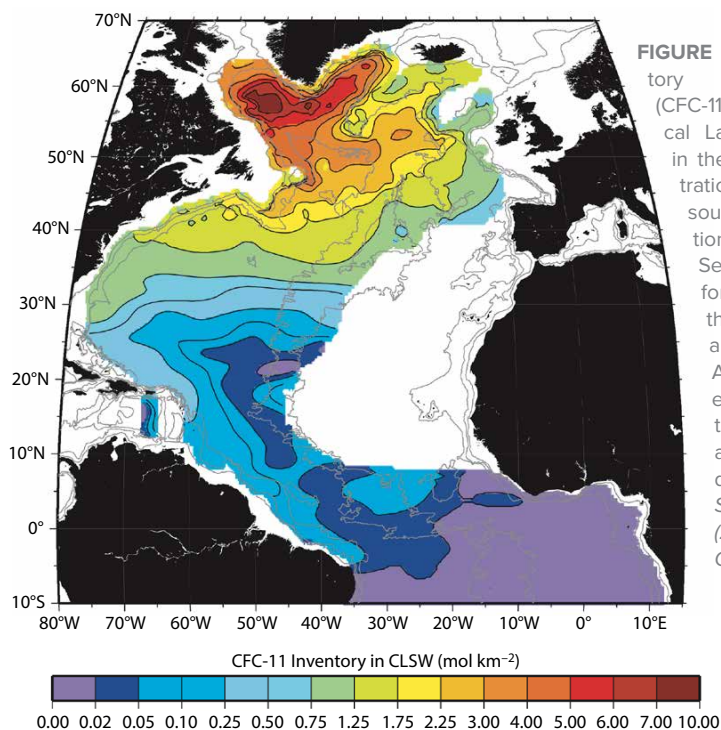 70°N
60°N
50°N
40°N
30°N
20°N
10°N
0°
10°S
80°W 70°W 60°W 50°W 40°W 30°W 20°W 10°W 0° 10°E
FIGURE
tory
(CFC-11
cal La
in the
tration
sou
tion
Se
for
th
a
A
e
t
a
S
CFC-11 Inventory in CLSW (mol km⁻²)
0.00 0.02 0.05 0.10 0.25 0.50 0.75 1.25 1.75 2.25 3.00 4.00 5.00 6.00 7.00 10.00